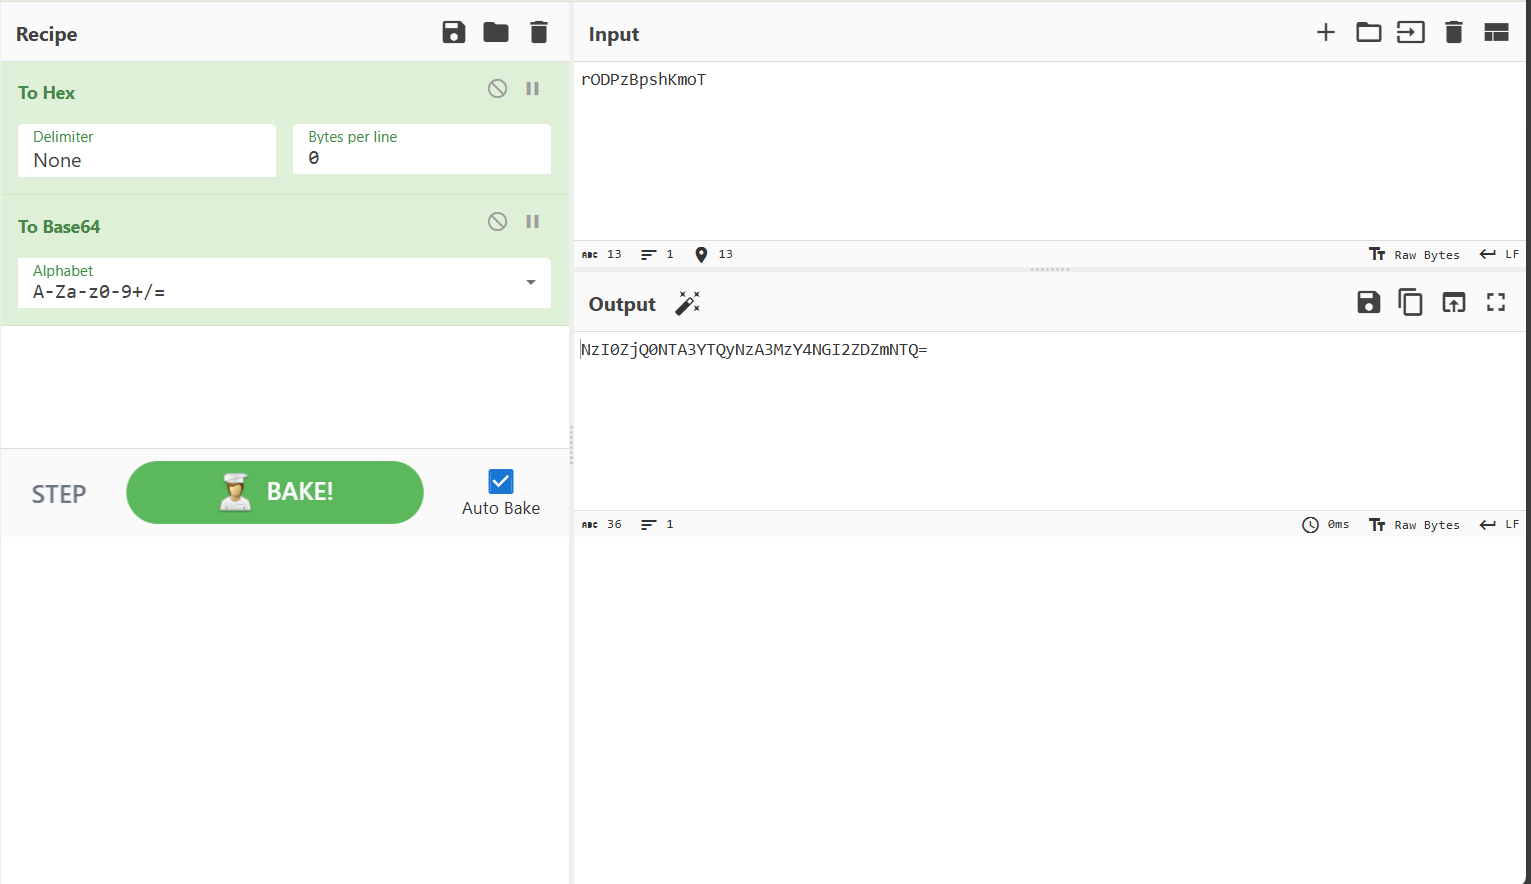 Recipe
To Hex
Delimiter
None
Bytes per line
0
To Base64
Alphabet
A-Za-z0-9+/=
STEP
BAKE!
Auto Bake
Input
rODPzBpshKmoT
ABC 13 1 13
Raw Bytes LF
Output
NzI0ZjQ0NTA3YTQyNzA3MzY4NGI2ZDZmNTQ=
ABC 36 1
0ms Raw Bytes LF